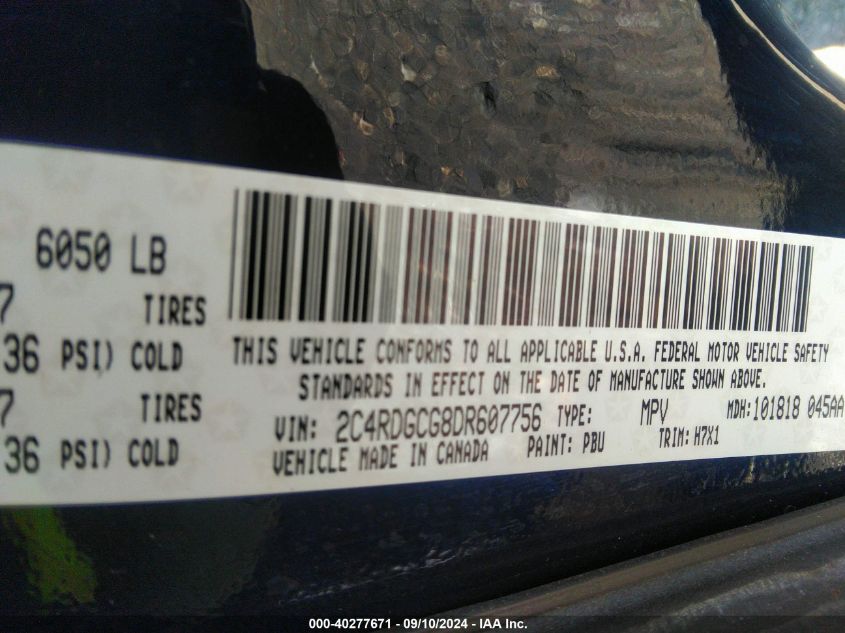 6050 LB
7 TIRES
36 PSI) COLD
7 TIRES
36 PSI) COLD
THIS VEHICLE CONFORMS TO ALL APPLICABLE U.S.A. FEDERAL MOTOR VEHICLE SAFETY
STANDARDS IN EFFECT ON THE DATE OF MANUFACTURE SHOWN ABOVE.
VIN: 2C4RDGCG8DR607756 TYPE: MPV MDH:101818 045AA
VEHICLE MADE IN CANADA PAINT: PBU TRIM: H7X1
000-40277671 - 09/10/2024 - IAA Inc.